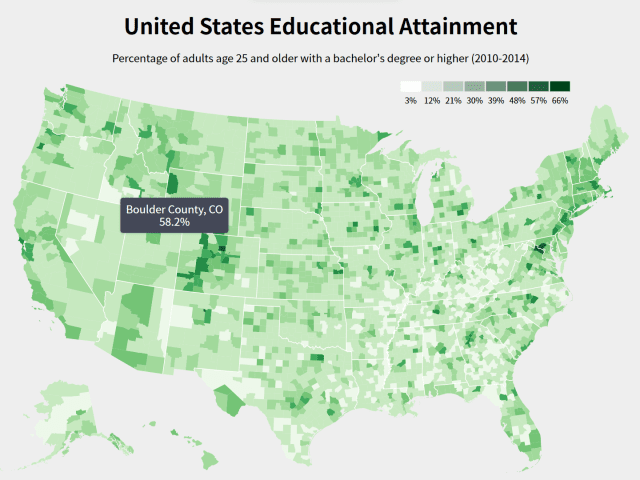 United States Educational Attainment
Percentage of adults age 25 and older with a bachelor's degree or higher (2010-2014)
3% 12% 21% 30% 39% 48% 57% 66%
Boulder County, CO
58.2%